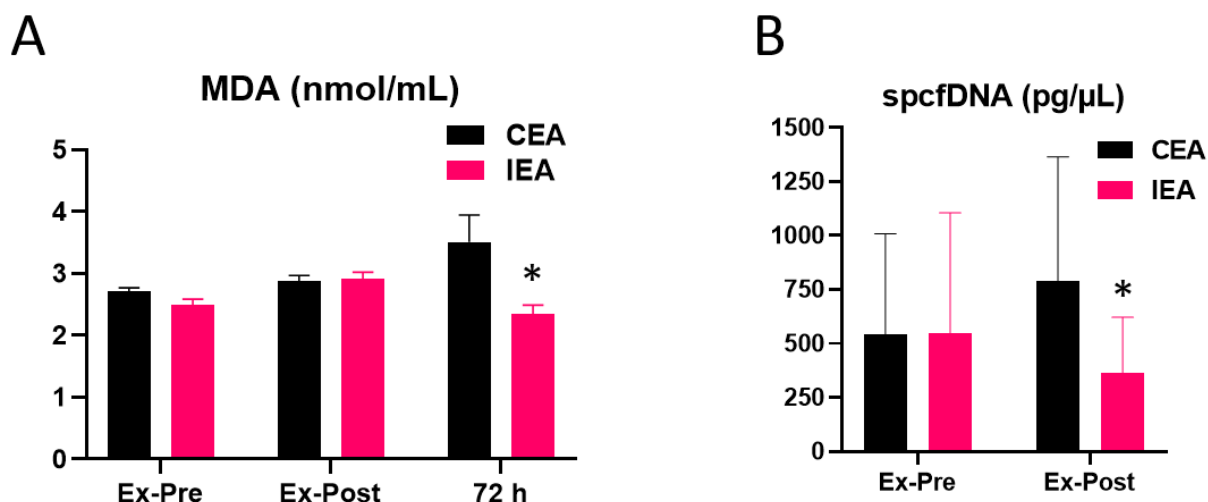 A
MDA (nmol/mL)
CEA
IEA
5
4
3
2
1
0
*
Ex-Pre Ex-Post 72 h
B
spcfDNA (pg/µL)
CEA
IEA
1500
1250
1000
750
500
250
0
*
Ex-Pre Ex-Post